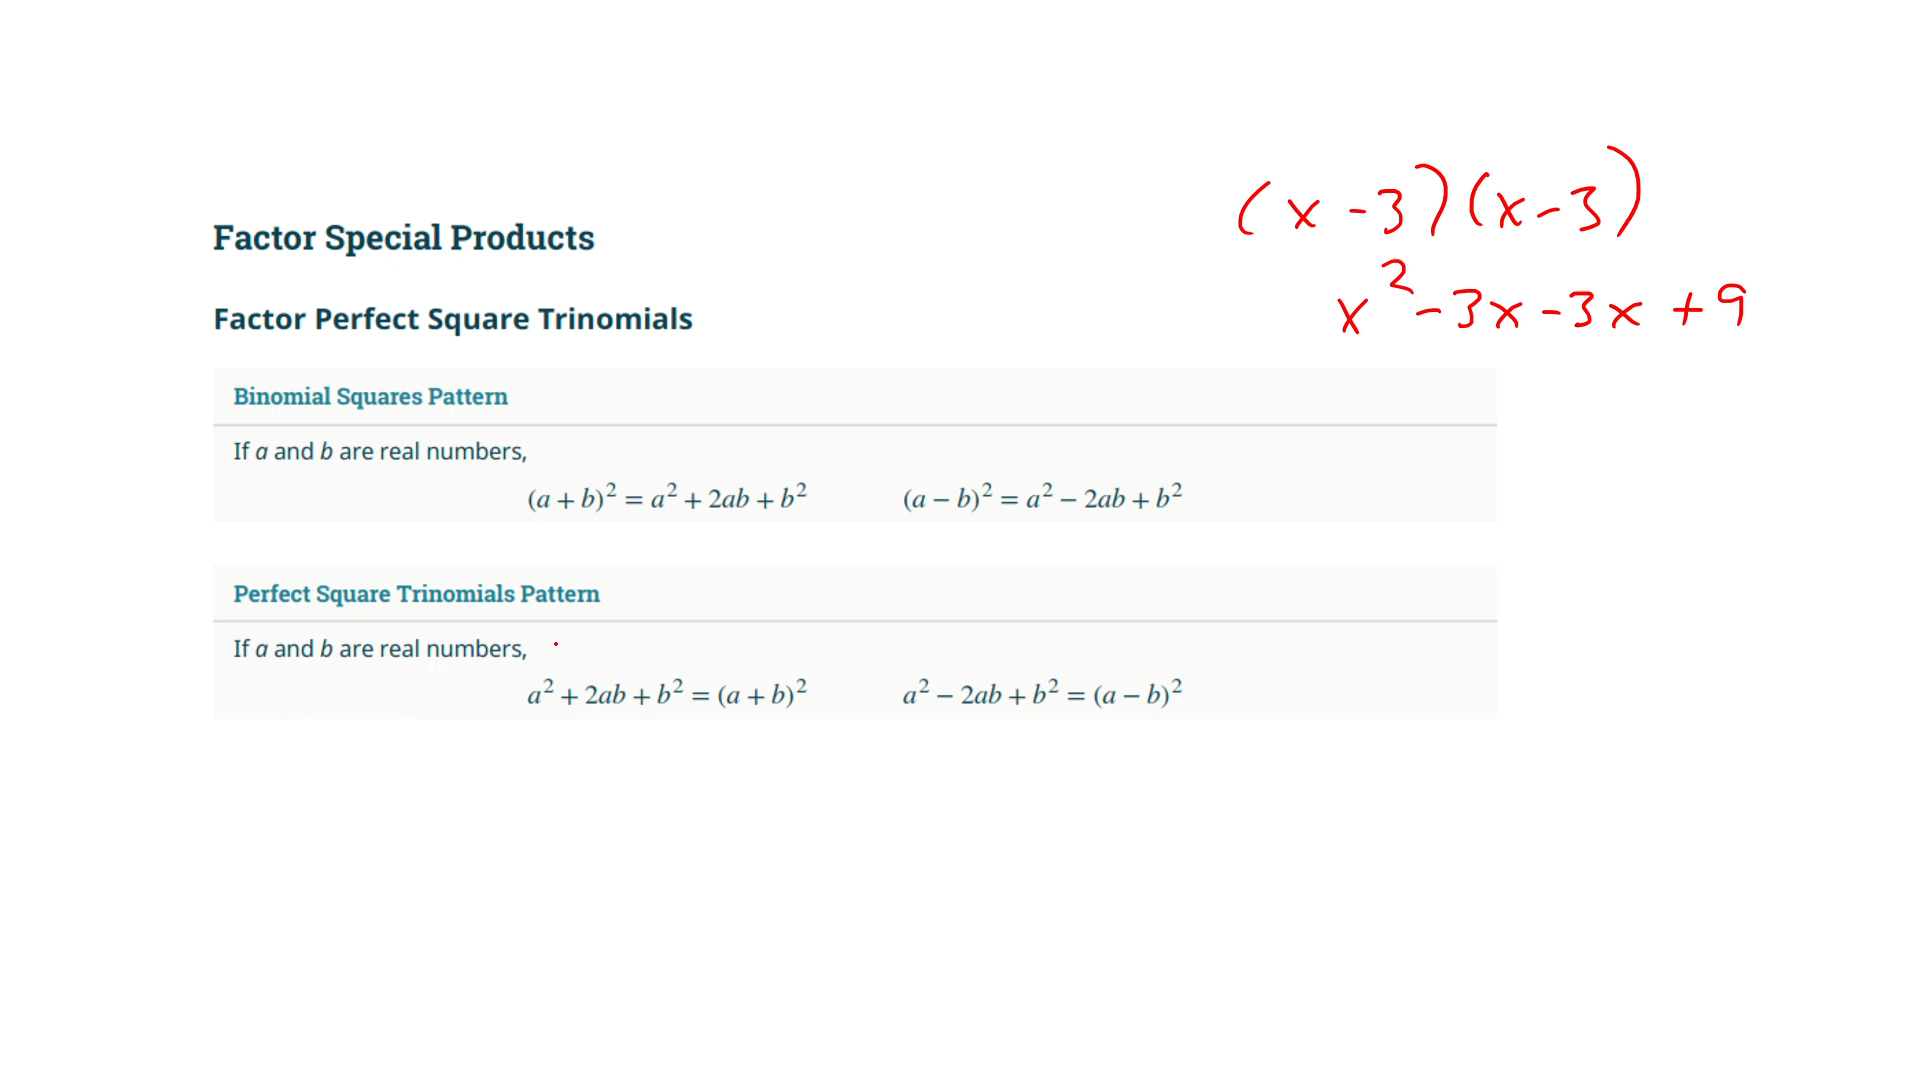 (x - 3)(x - 3)
x² - 3x - 3x + 9
Factor Special Products
Factor Perfect Square Trinomials
Binomial Squares Pattern
If a and b are real numbers,
(a + b)² = a² + 2ab + b² (a − b)² = a² − 2ab + b²
Perfect Square Trinomials Pattern
If a and b are real numbers,
a² + 2ab + b² = (a + b)² a² − 2ab + b² = (a − b)²